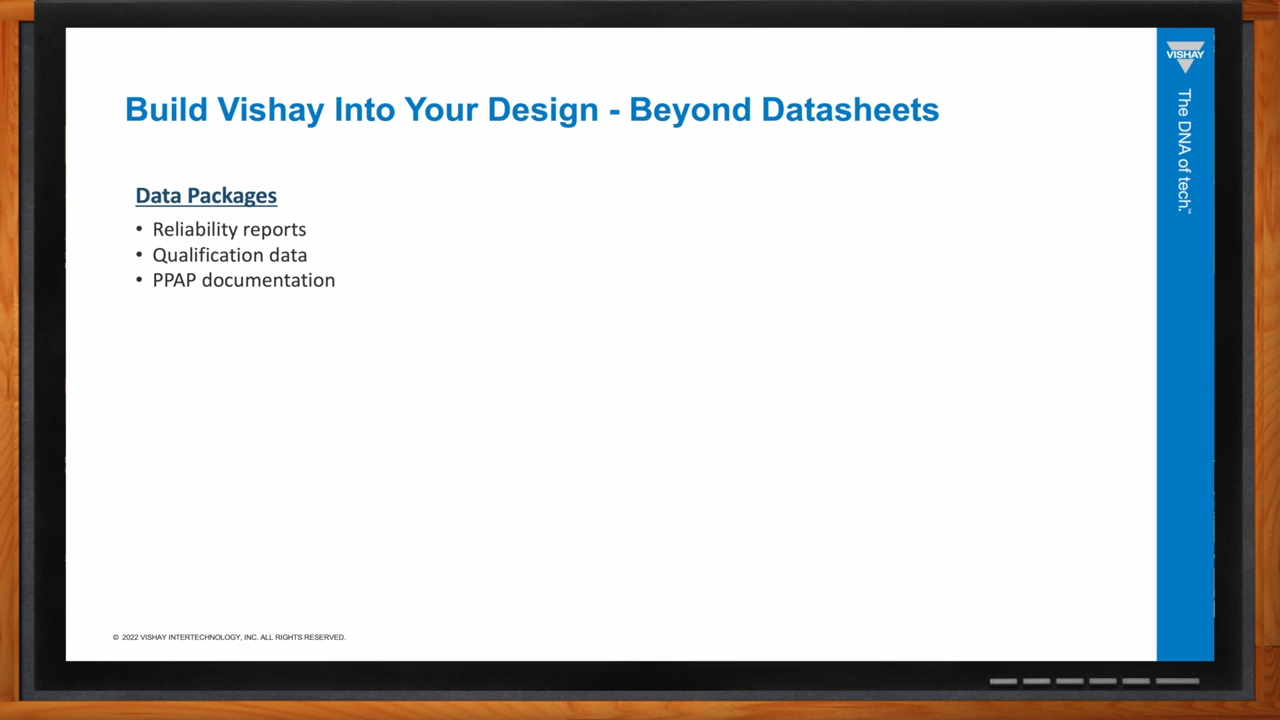 Build Vishay Into Your Design - Beyond Datasheets
Data Packages
• Reliability reports
• Qualification data
• PPAP documentation
© 2022 VISHAY INTERTECHNOLOGY, INC. ALL RIGHTS RESERVED.
VISHAY
The DNA of tech.™